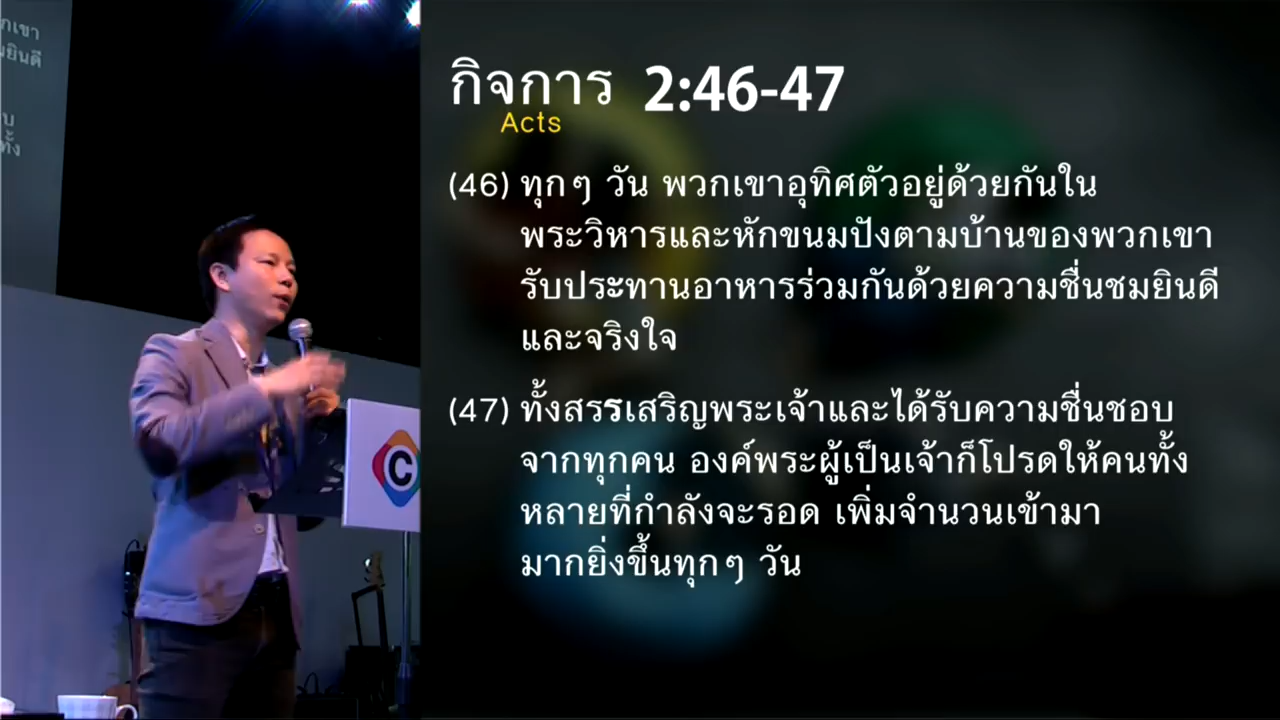 กเขา
ยินดี
ทั้ง
กิจการ 2:46-47
Acts
(46) ทุกๆ วัน พวกเขาอุทิศตัวอยู่ด้วยกันใน
พระวิหารและหักขนมปังตามบ้านของพวกเขา
รับประทานอาหารร่วมกันด้วยความชื่นชมยินดี
และจริงใจ
(47) ทั้งสรรเสริญพระเจ้าและได้รับความชื่นชอบ
จากทุกคน องค์พระผู้เป็นเจ้าก็โปรดให้คนทั้ง
หลายที่กำลังจะรอด เพิ่มจำนวนเข้ามา
มากยิ่งขึ้นทุกๆ วัน
C